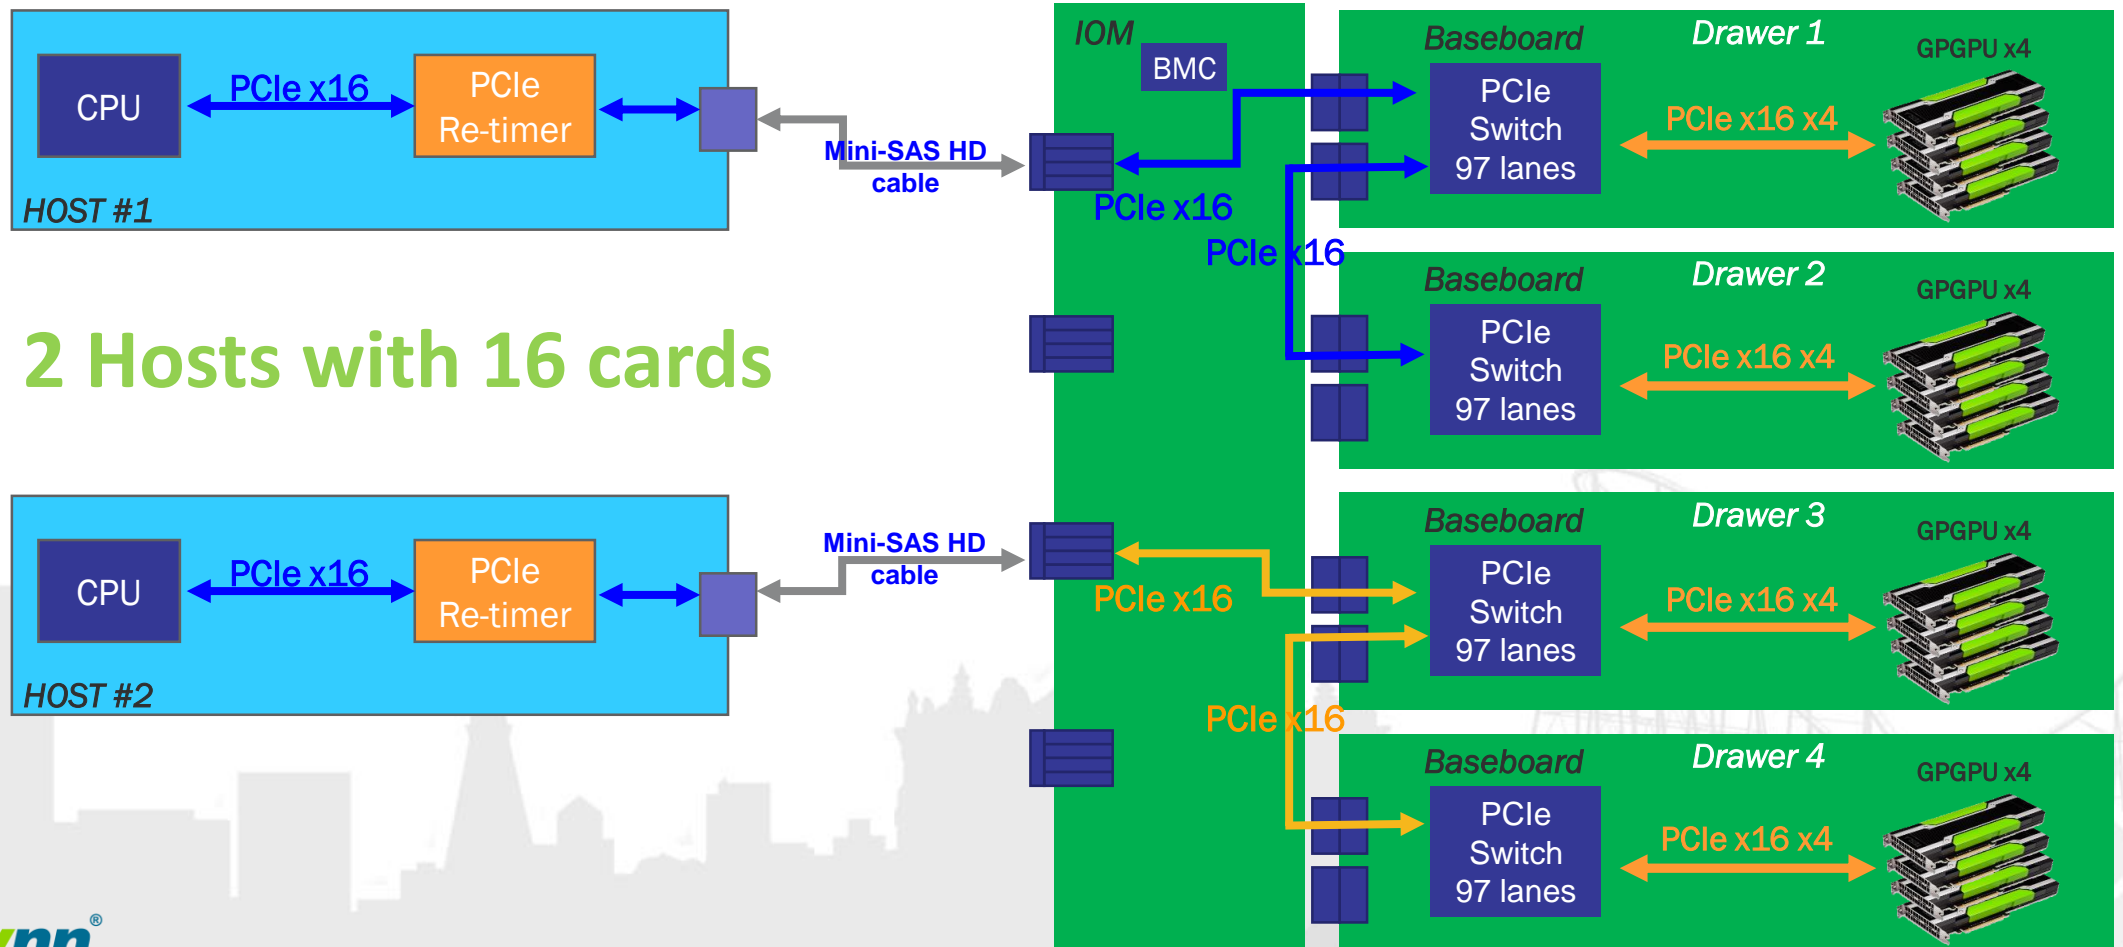 CPU
PCIe x16
PCIe
Re-timer
HOST #1
Mini-SAS HD
cable
IOM
BMC
PCIe x16
PCIe x16
Baseboard
Drawer 1
GPGPU x4
PCIe
Switch
97 lanes
PCIe x16 x4
Baseboard
Drawer 2
GPGPU x4
PCIe
Switch
97 lanes
PCIe x16 x4
2 Hosts with 16 cards
CPU
PCIe x16
PCIe
Re-timer
HOST #2
Mini-SAS HD
cable
PCIe x16
PCIe x16
Baseboard
Drawer 3
GPGPU x4
PCIe
Switch
97 lanes
PCIe x16 x4
Baseboard
Drawer 4
GPGPU x4
PCIe
Switch
97 lanes
PCIe x16 x4